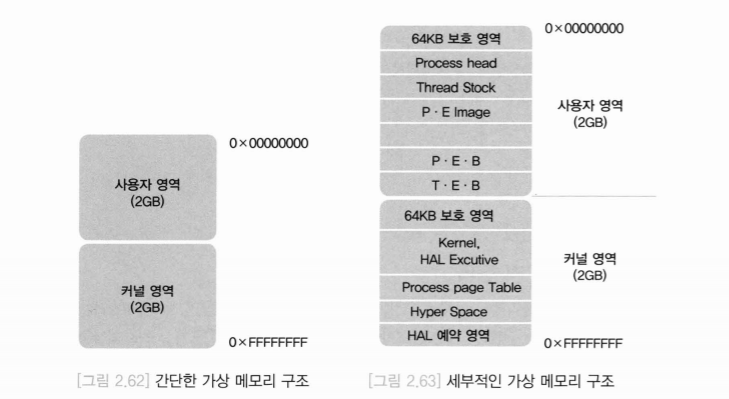 0×00000000
사용자 영역
(2GB)
커널 영역
(2GB)
0×FFFFFFFF
[그림 2.62] 간단한 가상 메모리 구조
64KB 보호 영역
Process head
Thread Stock
P · E Image
P · E · B
T · E · B
64KB 보호 영역
Kernel,
HAL Excutive
Process page Table
Hyper Space
HAL 예약 영역
0×00000000
사용자 영역
(2GB)
커널 영역
(2GB)
0×FFFFFFFF
[그림 2.63] 세부적인 가상 메모리 구조